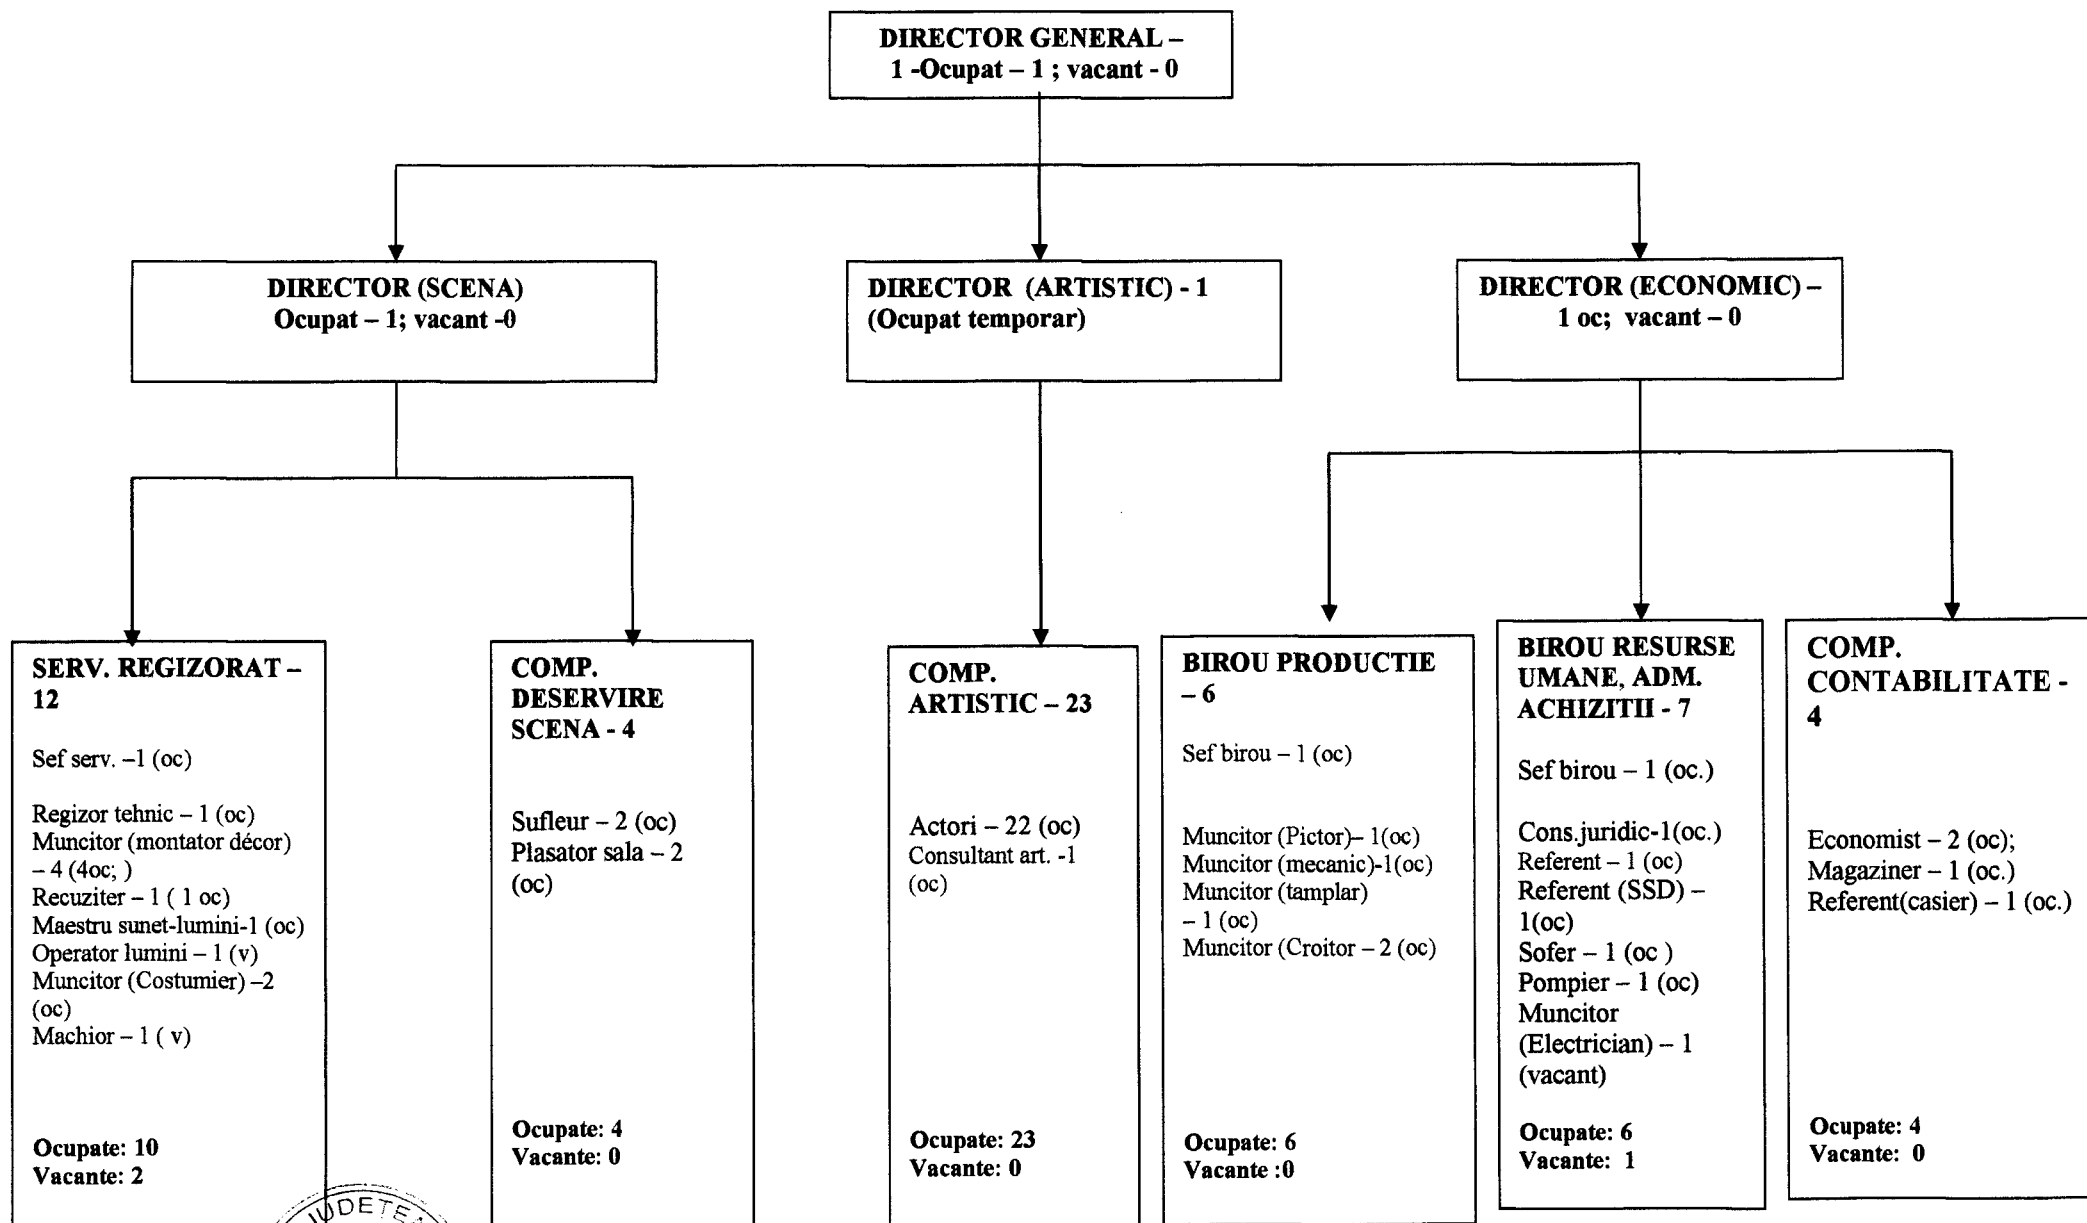 DIRECTOR GENERAL –
1 -Ocupat – 1 ; vacant - 0
DIRECTOR (SCENA)
Ocupat – 1; vacant -0
DIRECTOR (ARTISTIC) - 1
(Ocupat temporar)
DIRECTOR (ECONOMIC) –
1 oc; vacant – 0
SERV. REGIZORAT –
12
Sef serv. –1 (oc)
Regizor tehnic – 1 (oc)
Muncitor (montator décor)
– 4 (4oc; )
Recuziter – 1 ( 1 oc)
Maestru sunet-lumini-1 (oc)
Operator lumini – 1 (v)
Muncitor (Costumier) –2
(oc)
Machior – 1 ( v)
Ocupate: 10
Vacante: 2
COMP.
DESERVIRE
SCENA - 4
Sufleur – 2 (oc)
Plasator sala – 2
(oc)
Ocupate: 4
Vacante: 0
COMP.
ARTISTIC – 23
Actori – 22 (oc)
Consultant art. -1
(oc)
Ocupate: 23
Vacante: 0
BIROU PRODUCTIE
– 6
Sef birou – 1 (oc)
Muncitor (Pictor)– 1(oc)
Muncitor (mecanic)-1(oc)
Muncitor (tamplar)
– 1 (oc)
Muncitor (Croitor – 2 (oc)
Ocupate: 6
Vacante :0
BIROU RESURSE
UMANE, ADM.
ACHIZITII - 7
Sef birou – 1 (oc.)
Cons.juridic-1(oc.)
Referent – 1 (oc)
Referent (SSD) –
1(oc)
Sofer – 1 (oc )
Pompier – 1 (oc)
Muncitor
(Electrician) – 1
(vacant)
Ocupate: 6
Vacante: 1
COMP.
CONTABILITATE -
4
Economist – 2 (oc);
Magaziner – 1 (oc.)
Referent(casier) – 1 (oc.)
Ocupate: 4
Vacante: 0